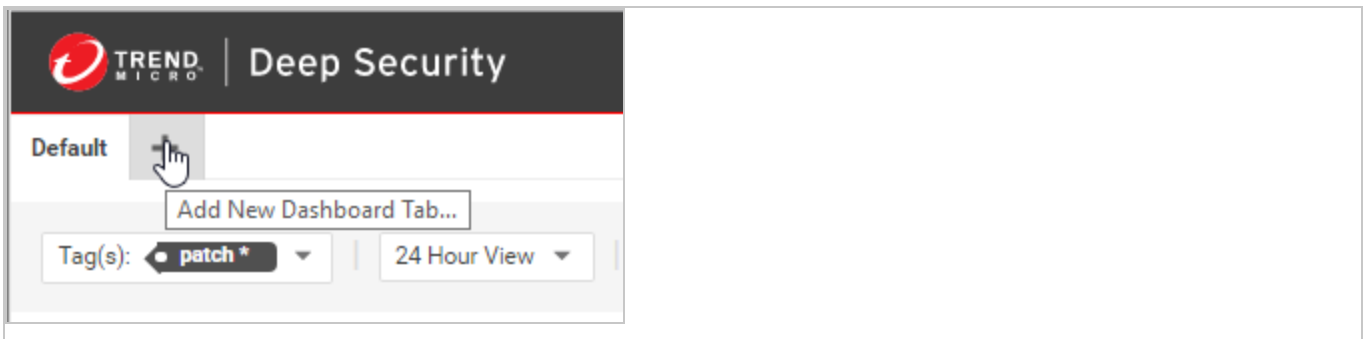 TREND
MICRO
Deep Security
Default
Add New Dashboard Tab...
Tag(s): patch * 24 Hour View